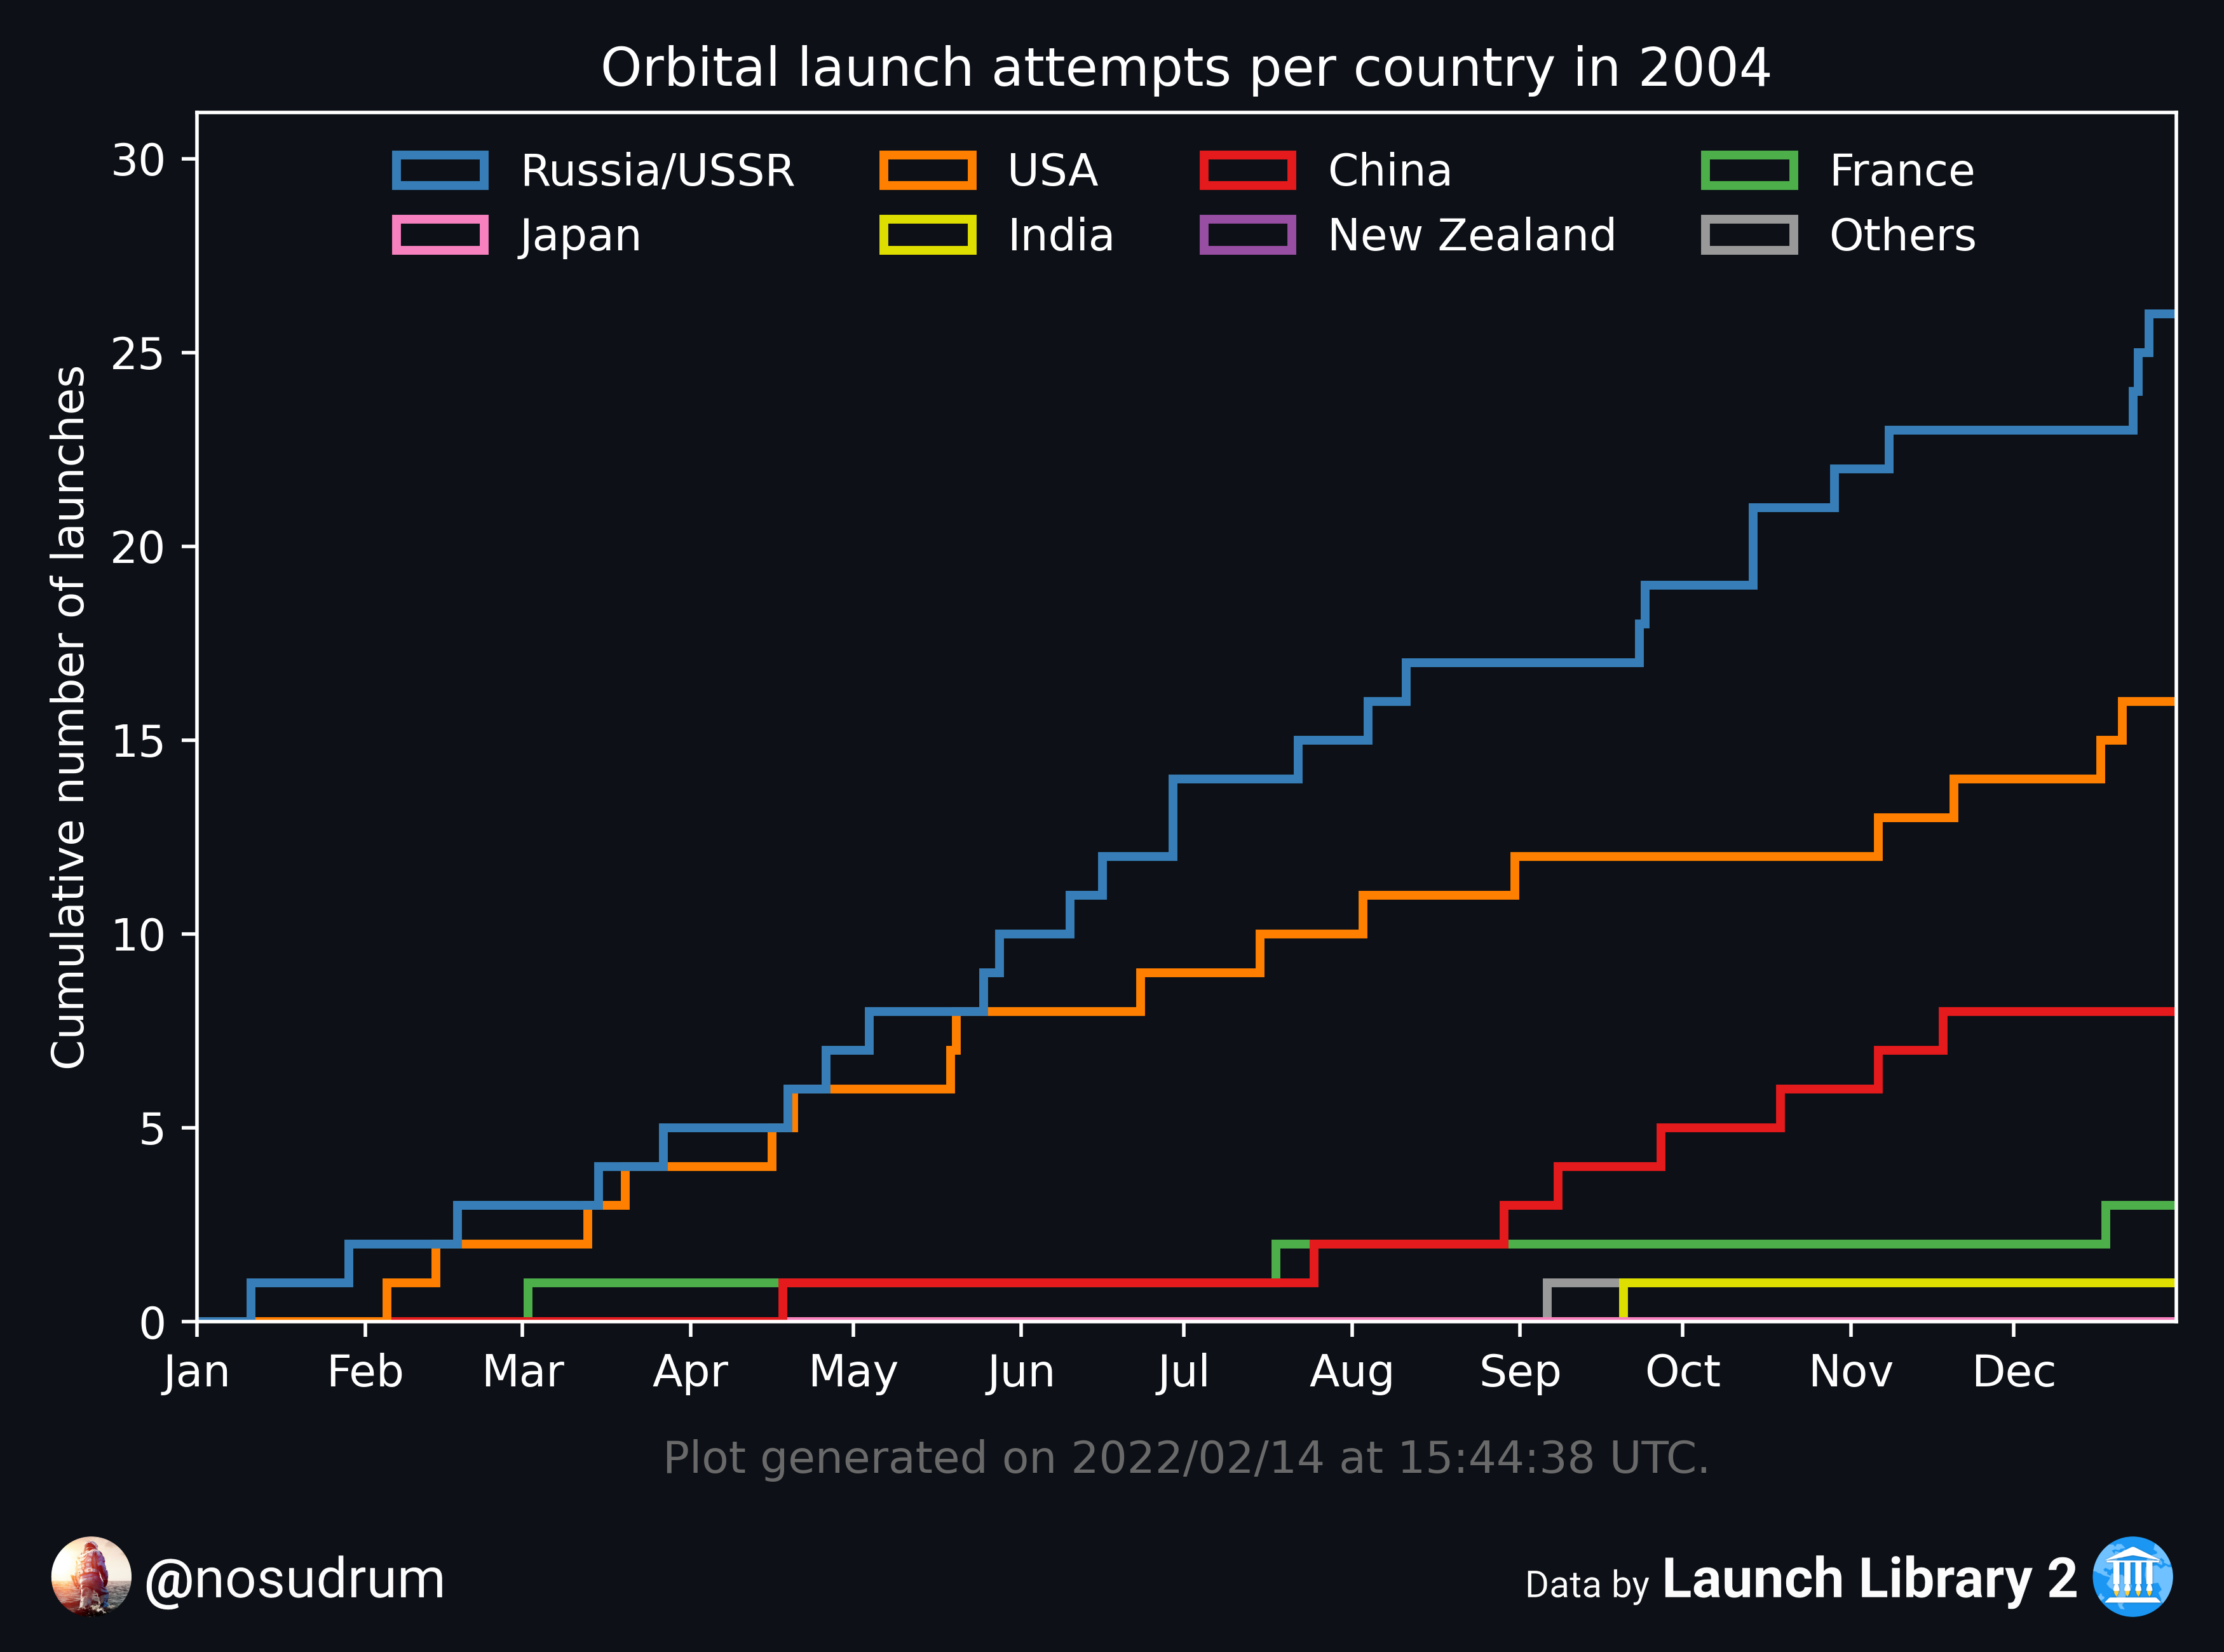 Orbital launch attempts per country in 2004
Russia/USSR USA China France
Japan India New Zealand Others
Cumulative number of launches
30
25
20
15
10
5
0
Jan Feb Mar Apr May Jun Jul Aug Sep Oct Nov Dec
Plot generated on 2022/02/14 at 15:44:38 UTC.
@nosudrum
Data by Launch Library 2